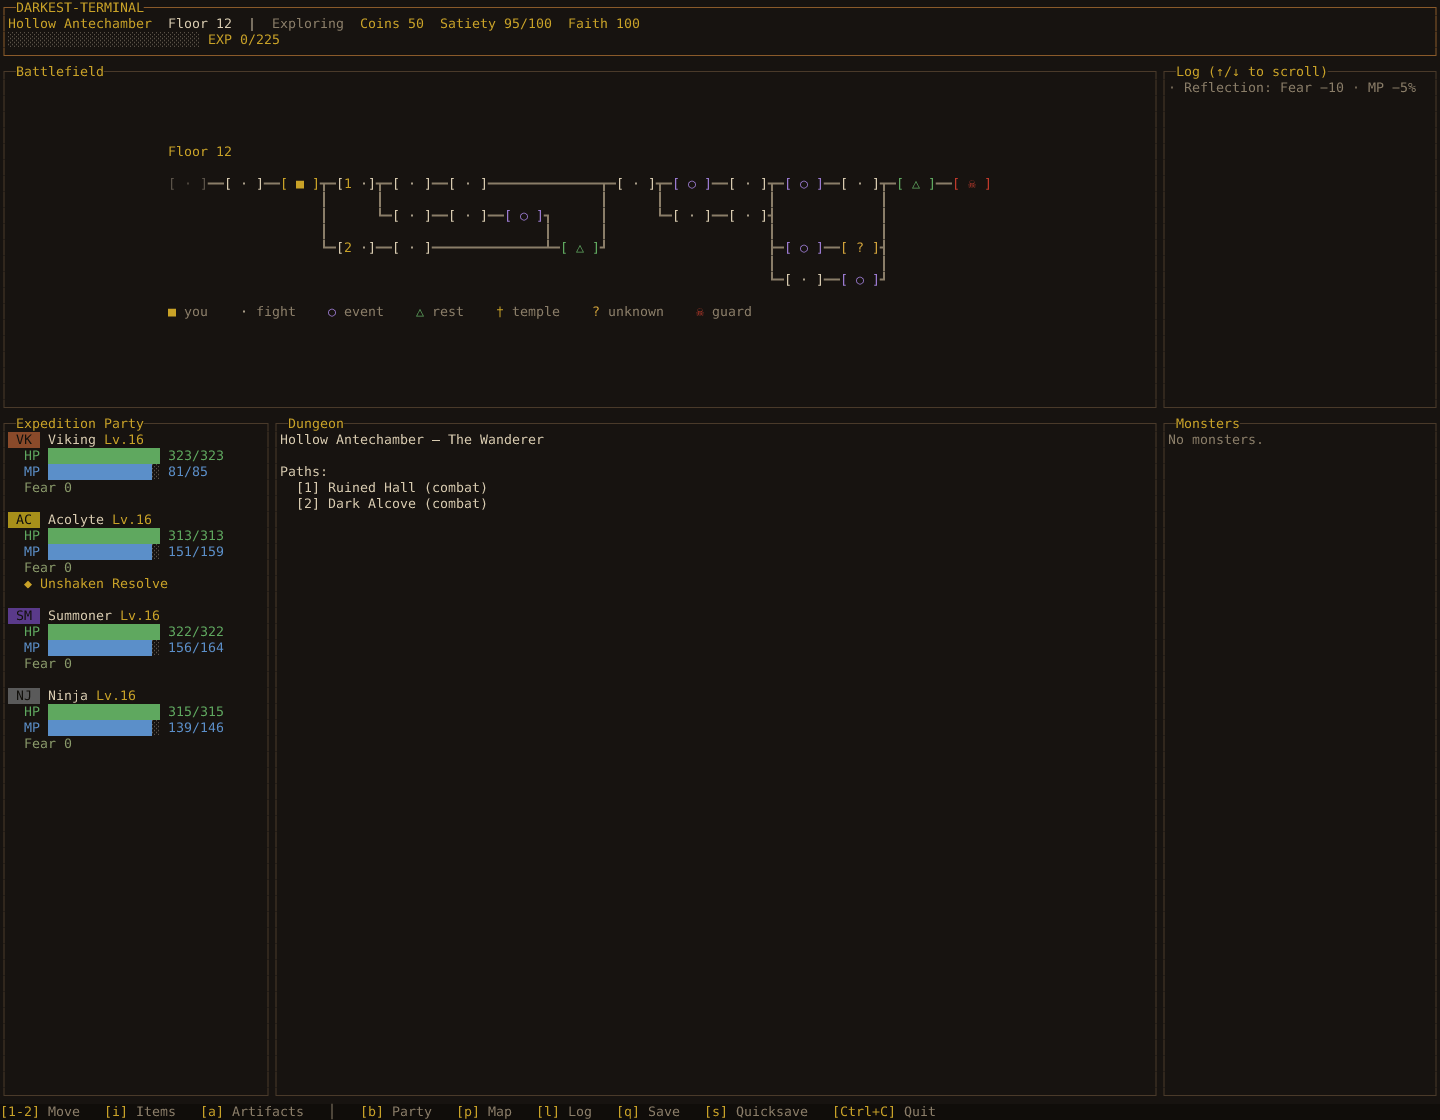 DARKEST-TERMINAL
Hollow Antechamber  Floor 12  |  Exploring  Coins 50  Satiety 95/100  Faith 100
EXP 0/225
Battlefield
Floor 12
[ · ]──[ · ]──[ ■ ]┬─[1 ·]┬─[ · ]──[ · ]──────────────┬─[ · ]┬─[ ○ ]──[ · ]┬─[ ○ ]──[ · ]┬─[ △ ]──[ ☠ ]
└─[ · ]──[ · ]──[ ○ ]┐ └─[ · ]──[ · ]┤
└─[2 ·]──[ · ]──────────────┴─[ △ ]┘ ├─[ ○ ]──[ ? ]┤
└─[ · ]──[ ○ ]┘
■ you    · fight    ○ event    △ rest    † temple    ? unknown    ☠ guard
Log (↑/↓ to scroll)
· Reflection: Fear −10 · MP −5%
Expedition Party
VK Viking Lv.16
HP 323/323
MP 81/85
Fear 0
AC Acolyte Lv.16
HP 313/313
MP 151/159
Fear 0
◆ Unshaken Resolve
SM Summoner Lv.16
HP 322/322
MP 156/164
Fear 0
NJ Ninja Lv.16
HP 315/315
MP 139/146
Fear 0
Dungeon
Hollow Antechamber — The Wanderer
Paths:
[1] Ruined Hall (combat)
[2] Dark Alcove (combat)
Monsters
No monsters.
[1-2] Move   [i] Items   [a] Artifacts   │   [b] Party   [p] Map   [l] Log   [q] Save   [s] Quicksave   [Ctrl+C] Quit